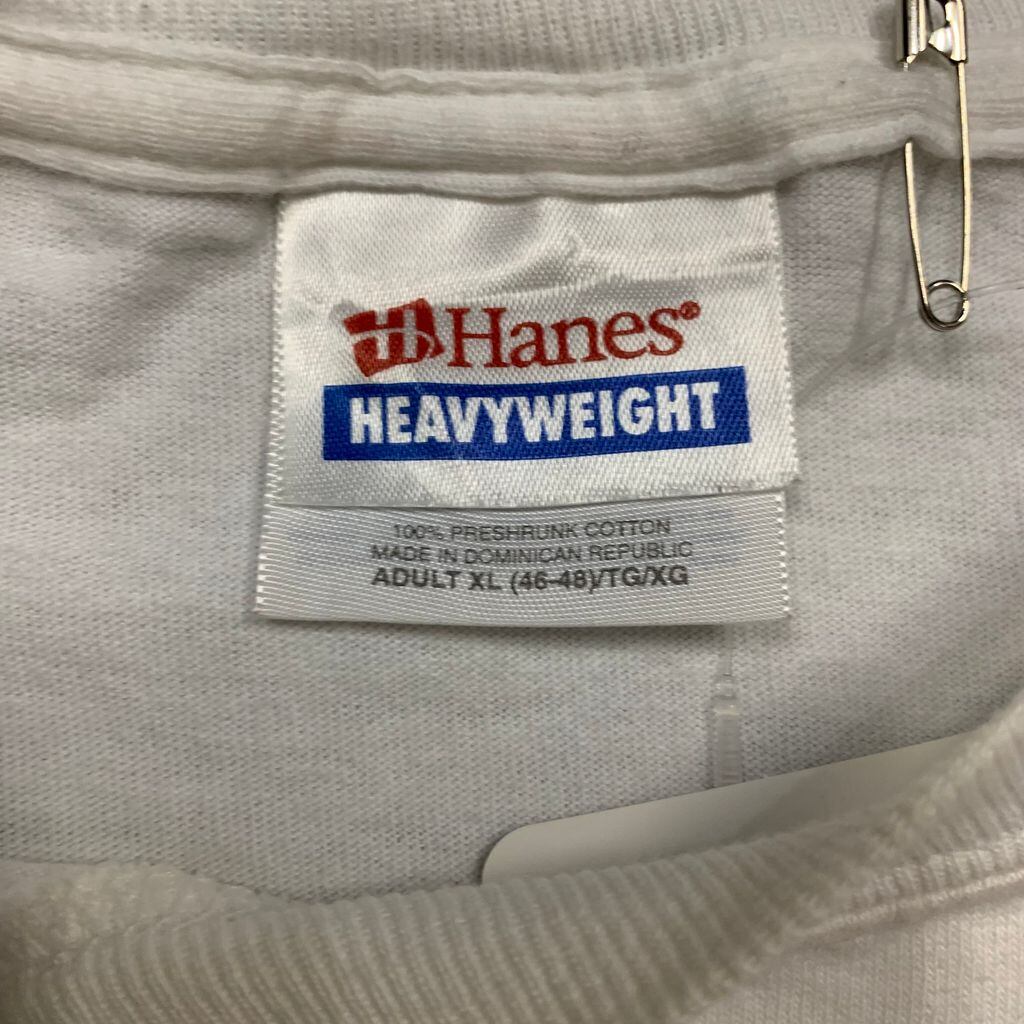 Hanes®
HEAVYWEIGHT
100% PRESHRUNK COTTON
MADE IN DOMINICAN REPUBLIC
ADULT XL (46-48)/TG/XG